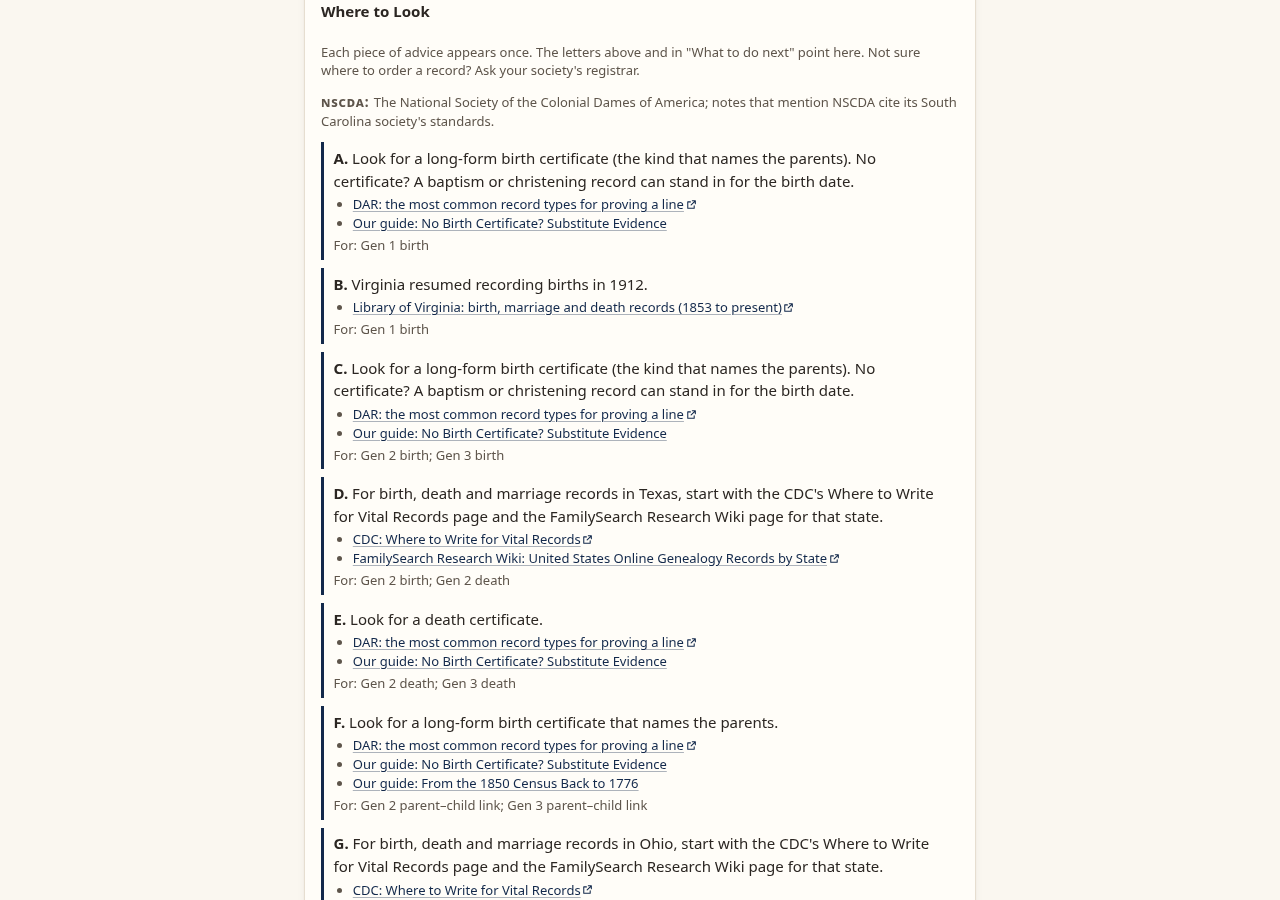 Where to Look
Each piece of advice appears once. The letters above and in "What to do next" point here. Not sure
where to order a record? Ask your society's registrar.
NSCDA: The National Society of the Colonial Dames of America; notes that mention NSCDA cite its South
Carolina society's standards.
A. Look for a long-form birth certificate (the kind that names the parents). No
certificate? A baptism or christening record can stand in for the birth date.
• DAR: the most common record types for proving a line
• Our guide: No Birth Certificate? Substitute Evidence
For: Gen 1 birth
B. Virginia resumed recording births in 1912.
• Library of Virginia: birth, marriage and death records (1853 to present)
For: Gen 1 birth
C. Look for a long-form birth certificate (the kind that names the parents). No
certificate? A baptism or christening record can stand in for the birth date.
• DAR: the most common record types for proving a line
• Our guide: No Birth Certificate? Substitute Evidence
For: Gen 2 birth; Gen 3 birth
D. For birth, death and marriage records in Texas, start with the CDC's Where to Write
for Vital Records page and the FamilySearch Research Wiki page for that state.
• CDC: Where to Write for Vital Records
• FamilySearch Research Wiki: United States Online Genealogy Records by State
For: Gen 2 birth; Gen 2 death
E. Look for a death certificate.
• DAR: the most common record types for proving a line
• Our guide: No Birth Certificate? Substitute Evidence
For: Gen 2 death; Gen 3 death
F. Look for a long-form birth certificate that names the parents.
• DAR: the most common record types for proving a line
• Our guide: No Birth Certificate? Substitute Evidence
• Our guide: From the 1850 Census Back to 1776
For: Gen 2 parent–child link; Gen 3 parent–child link
G. For birth, death and marriage records in Ohio, start with the CDC's Where to Write
for Vital Records page and the FamilySearch Research Wiki page for that state.
• CDC: Where to Write for Vital Records